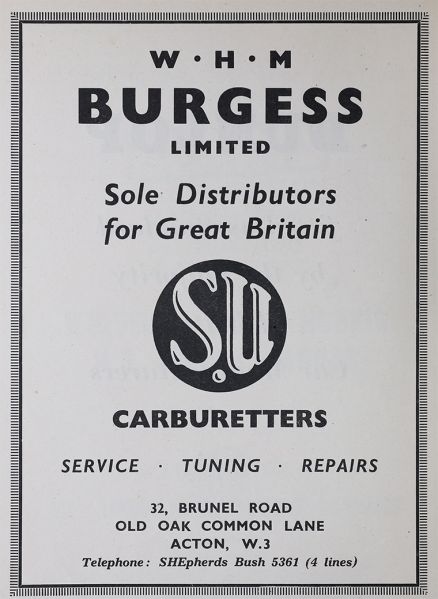 W · H · M
BURGESS
LIMITED
Sole Distributors
for Great Britain
S.U
CARBURETTERS
SERVICE · TUNING · REPAIRS
32, BRUNEL ROAD
OLD OAK COMMON LANE
ACTON, W.3
Telephone: SHEpherds Bush 5361 (4 lines)